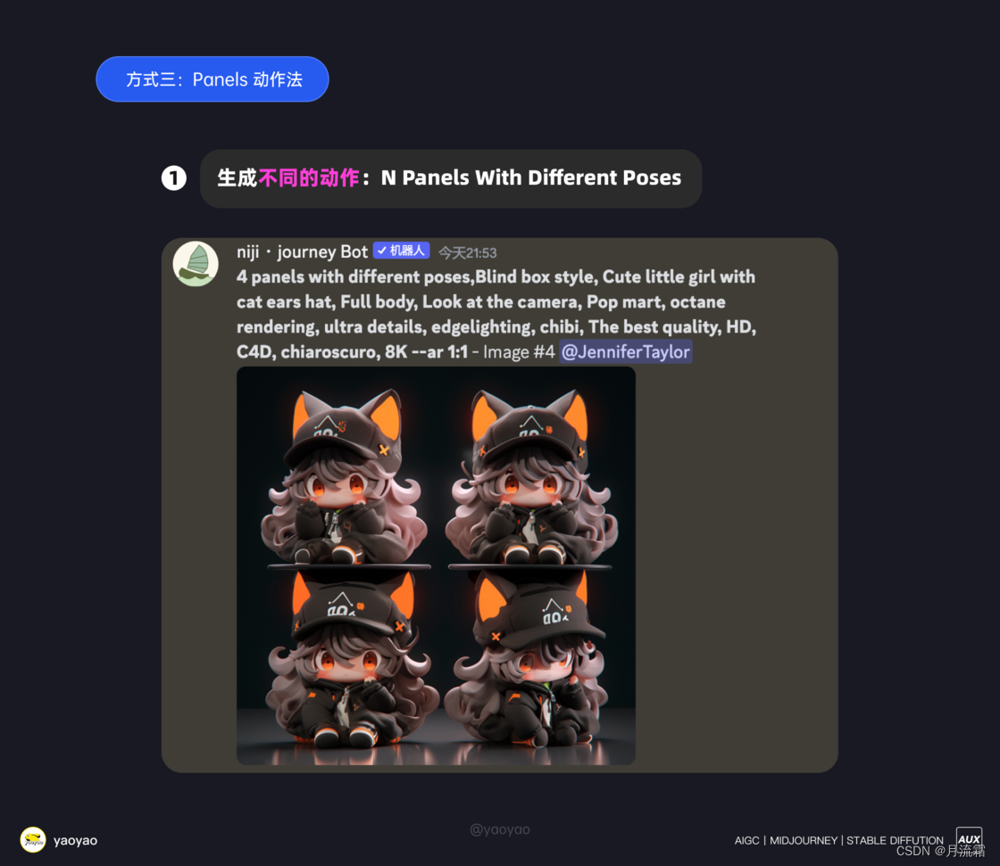 方式三：Panels 动作法
1
生成不同的动作：N Panels With Different Poses
niji · journey Bot ✓ 机器人 今天21:53
4 panels with different poses,Blind box style, Cute little girl with
cat ears hat, Full body, Look at the camera, Pop mart, octane
rendering, ultra details, edgelighting, chibi, The best quality, HD,
C4D, chiaroscuro, 8K --ar 1:1 - Image #4 @JenniferTaylor
@yaoyao
yaoyao
AIGC | MIDJOURNEY | STABLE DIFFUTION
AUX
CSDN @月流霜